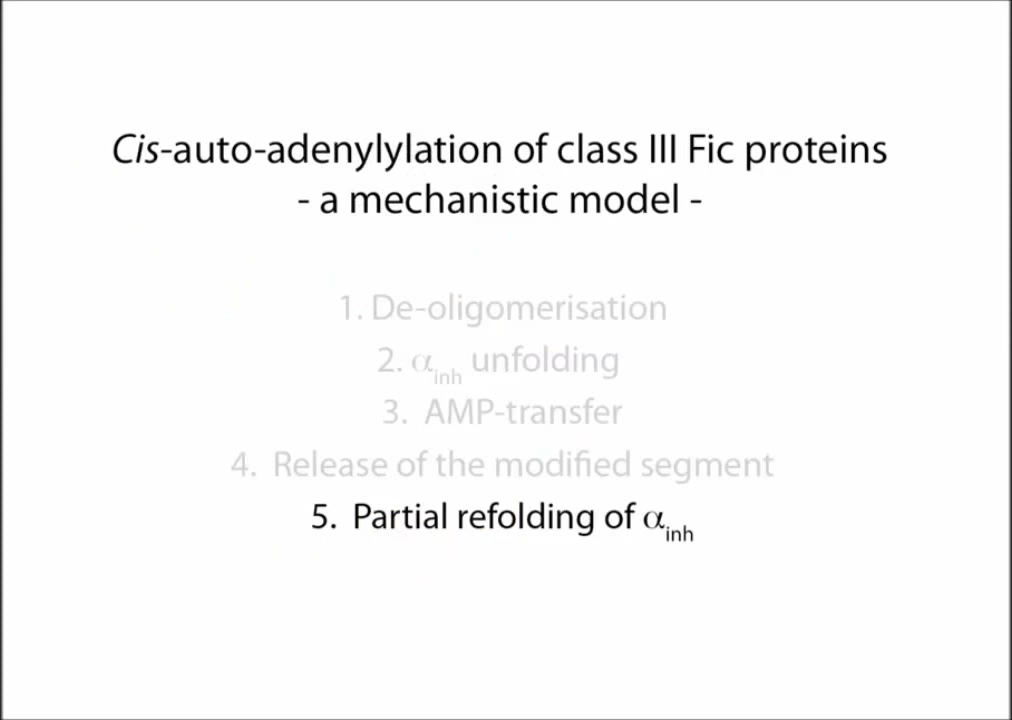 Cis-auto-adenylylation of class III Fic proteins
- a mechanistic model -
1. De-oligomerisation
2. αinh unfolding
3. AMP-transfer
4. Release of the modified segment
5. Partial refolding of αinh